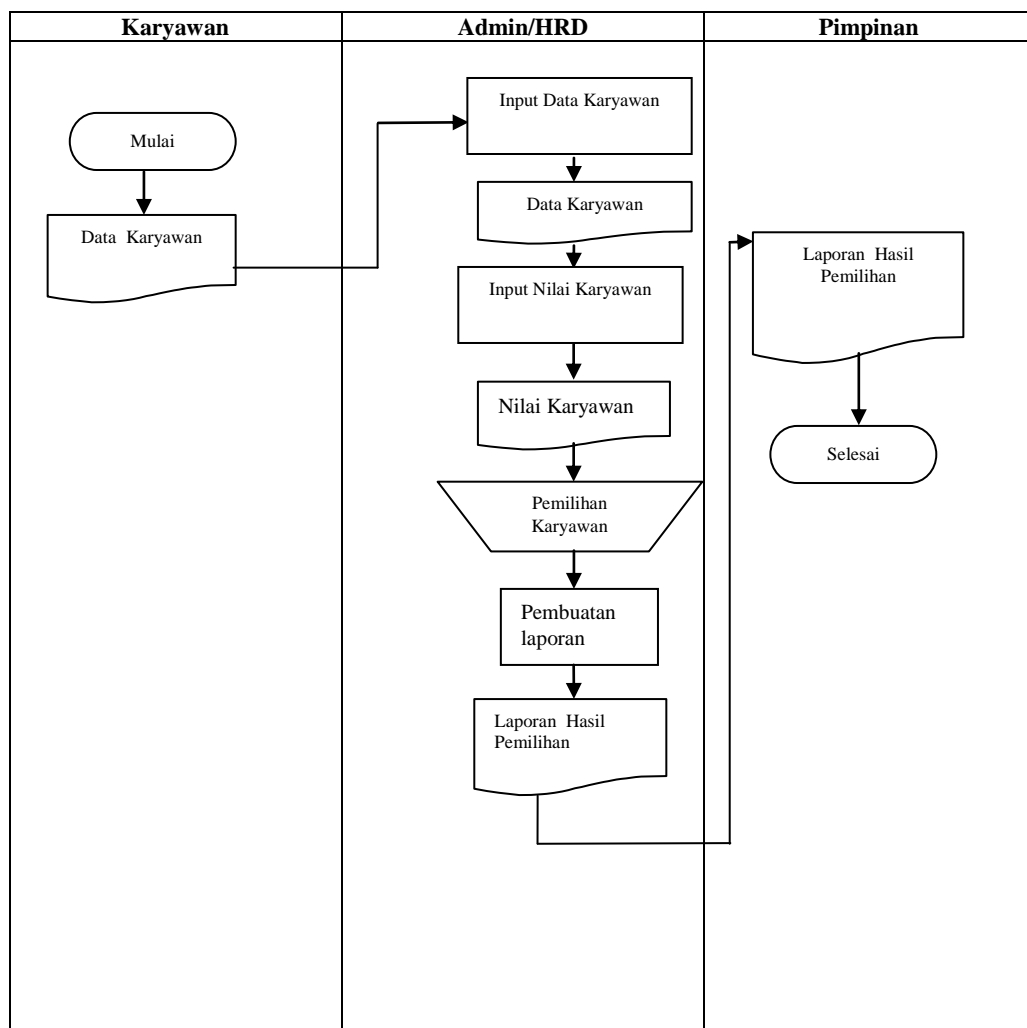 Karyawan
Admin/HRD
Pimpinan
Mulai
Data Karyawan
Input Data Karyawan
Data Karyawan
Input Nilai Karyawan
Nilai Karyawan
Pemilihan
Karyawan
Pembuatan
laporan
Laporan Hasil
Pemilihan
Laporan Hasil
Pemilihan
Selesai